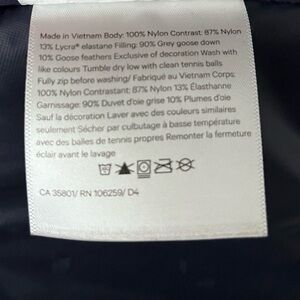 Made in Vietnam Body: 100% Nylon Contrast: 87% Nylon
13% Lycra® elastane Filling: 90% Grey goose down
10% Goose feathers Exclusive of decoration Wash with
like colours Tumble dry low with clean tennis balls
Fully zip before washing/ Fabriqué au Vietnam Corps:
100% Nylon Contrastant: 87% Nylon 13% Élasthanne
Garnissage: 90% Duvet d'oie grise 10% Plumes d'oie
Sauf la décoration Laver avec des couleurs similaires
seulement Sécher par culbutage à basse température
avec des balles de tennis propres Remonter la fermeture
éclair avant le lavage
CA 35801/ RN 106259/ D4